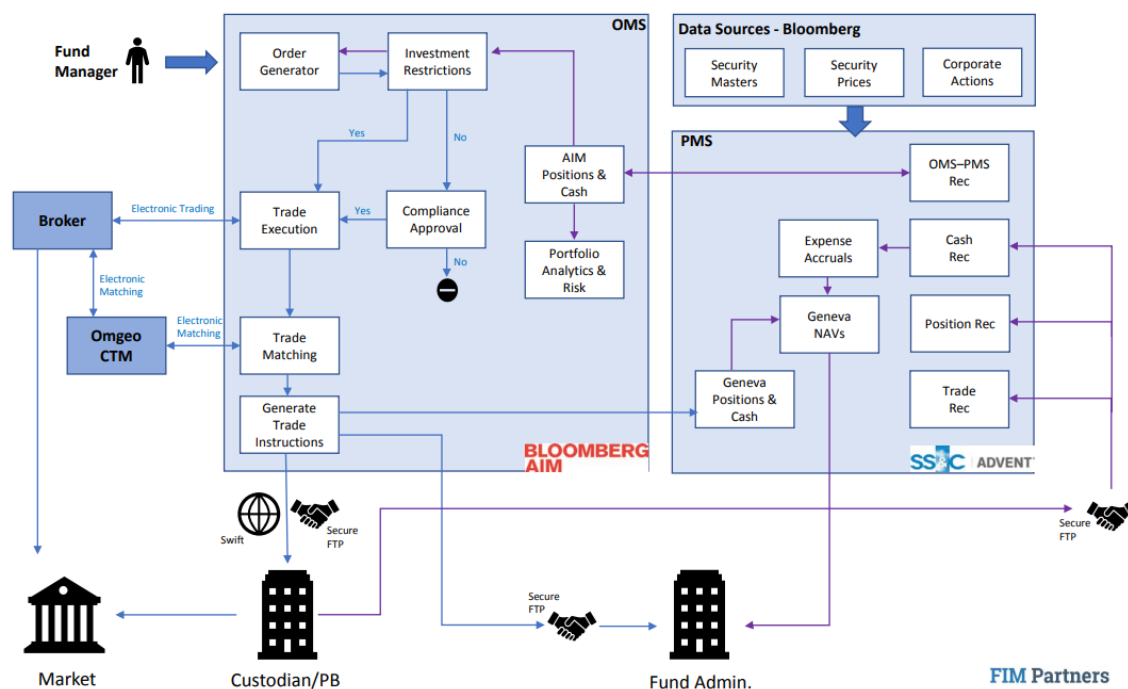 OMS
Data Sources - Bloomberg
Fund
Manager
Order
Generator
Investment
Restrictions
Security
Masters
Security
Prices
Corporate
Actions
Yes
No
PMS
AIM
Positions &
Cash
OMS–PMS
Rec
Broker
Electronic Trading
Trade
Execution
Yes
Compliance
Approval
Expense
Accruals
Cash
Rec
No
Portfolio
Analytics &
Risk
Electronic
Matching
Geneva
NAVs
Position Rec
Omgeo
CTM
Electronic
Matching
Trade
Matching
Geneva
Positions &
Cash
Trade
Rec
Generate
Trade
Instructions
BLOOMBERG
AIM
SS&C ADVENT
Swift
Secure
FTP
Secure
FTP
Secure
FTP
Market
Custodian/PB
Fund Admin.
FIM Partners